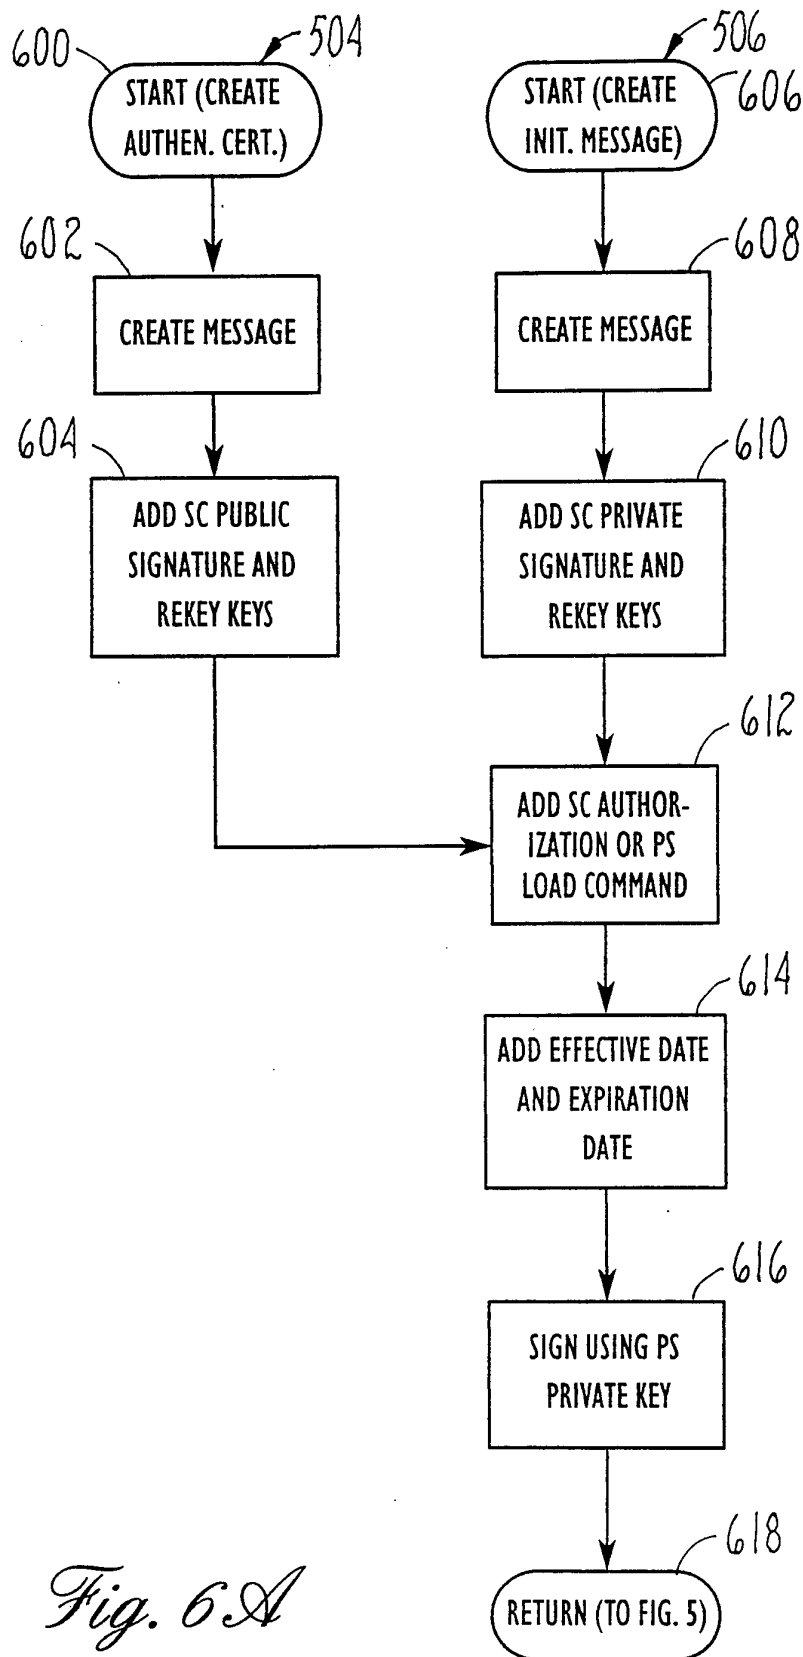 600
504
START (CREATE
AUTHEN. CERT.)
602
CREATE MESSAGE
604
ADD SC PUBLIC
SIGNATURE AND
REKEY KEYS
506
606
START (CREATE
INIT. MESSAGE)
608
CREATE MESSAGE
610
ADD SC PRIVATE
SIGNATURE AND
REKEY KEYS
612
ADD SC AUTHOR-
IZATION OR PS
LOAD COMMAND
614
ADD EFFECTIVE DATE
AND EXPIRATION
DATE
616
SIGN USING PS
PRIVATE KEY
618
RETURN (TO FIG. 5)
Fig. 6A